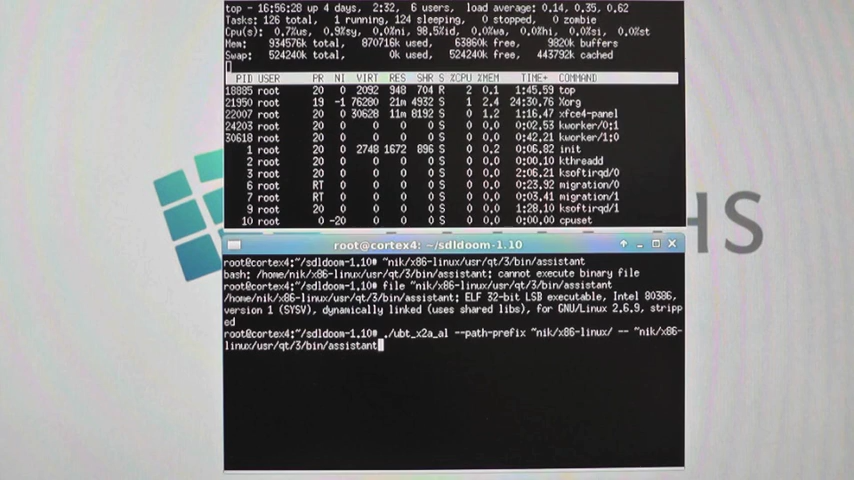 top - 16:56:28 up 4 days,  2:32,  6 users,  load average: 0.14, 0.35, 0.62
Tasks: 126 total,   1 running, 124 sleeping,   0 stopped,   0 zombie
Cpu(s):  0.7%us,  0.9%sy,  0.0%ni, 98.5%id,  0.0%wa,  0.0%hi,  0.0%si,  0.0%st
Mem:    934576k total,   870716k used,    63860k free,     9820k buffers
Swap:   524240k total,        0k used,   524240k free,   443792k cached
PID USER      PR  NI  VIRT  RES  SHR S %CPU %MEM    TIME+  COMMAND
18885 root      20   0  2092  948  704 R    2  0.1   1:45.59 top
21950 root      19  -1 76280  21m 4932 S    1  2.4  24:30.76 Xorg
22007 root      20   0 30628  11m 8192 S    0  1.2   1:16.47 xfce4-panel
24203 root      20   0     0    0    0 S    0  0.0   0:02.53 kworker/0:1
30618 root      20   0     0    0    0 S    0  0.0   0:00.42 kworker/1:0
1 root      20   0  2748 1672  896 S    0  0.2   0:06.82 init
2 root      20   0     0    0    0 S    0  0.0   0:00.10 kthreadd
3 root      20   0     0    0    0 S    0  0.0   2:06.21 ksoftirqd/0
6 root      RT   0     0    0    0 S    0  0.0   0:23.92 migration/0
7 root      RT   0     0    0    0 S    0  0.0   0:03.41 migration/1
9 root      20   0     0    0    0 S    0  0.0   1:28.10 ksoftirqd/1
10 root       0 -20     0    0    0 S    0  0.0   0:00.00 cpuset
HS
root@cortex4: ~/sdldoom-1.10
root@cortex4:~/sdldoom-1.10# ~nik/x86-linux/usr/qt/3/bin/assistant
bash: /home/nik/x86-linux/usr/qt/3/bin/assistant: cannot execute binary file
root@cortex4:~/sdldoom-1.10# file ~nik/x86-linux/usr/qt/3/bin/assistant
/home/nik/x86-linux/usr/qt/3/bin/assistant: ELF 32-bit LSB executable, Intel 80386,
version 1 (SYSV), dynamically linked (uses shared libs), for GNU/Linux 2.6.9, stripp
ed
root@cortex4:~/sdldoom-1.10# ./ubt_x2a_al --path-prefix ~nik/x86-linux/ -- ~nik/x86-
linux/usr/qt/3/bin/assistant